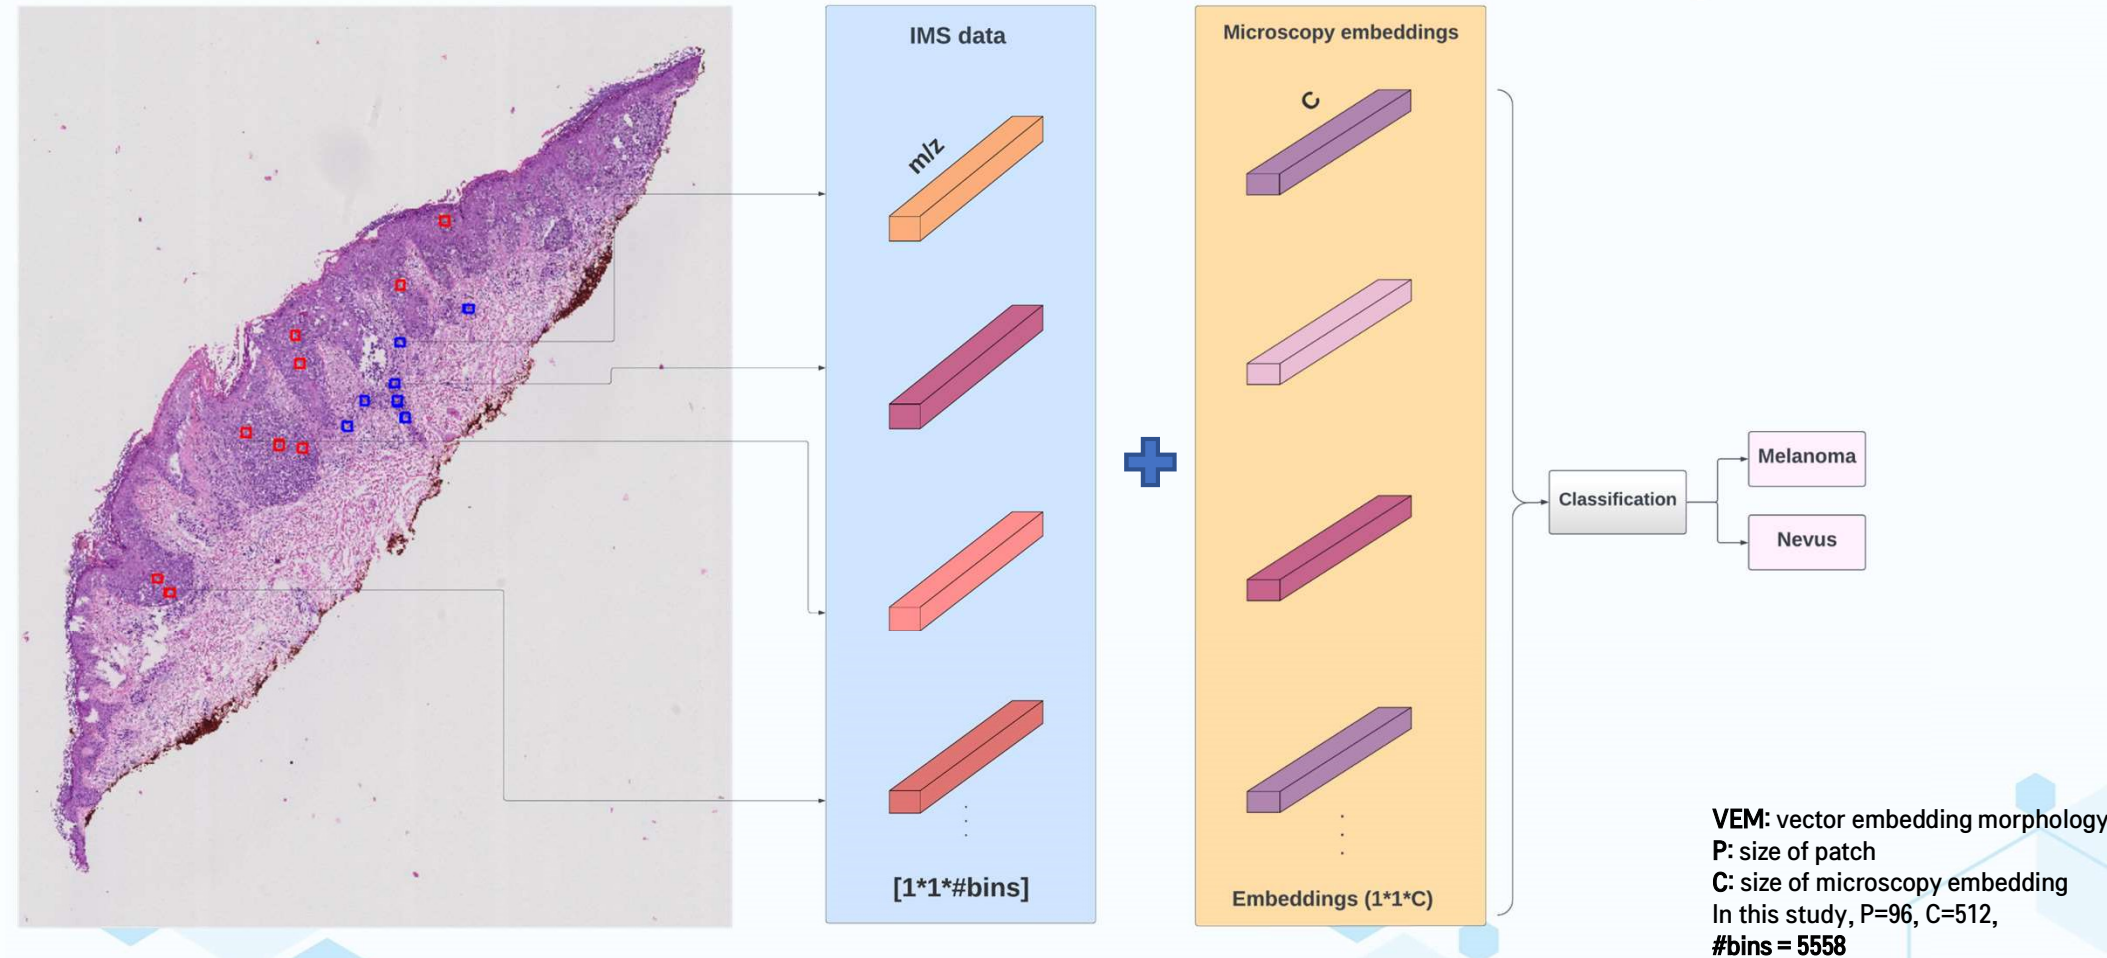 IMS data
m/z
[1*1*#bins]
Microscopy embeddings
C
Embeddings (1*1*C)
Classification
Melanoma
Nevus
VEM: vector embedding morphology
P: size of patch
C: size of microscopy embedding
In this study, P=96, C=512,
#bins = 5558